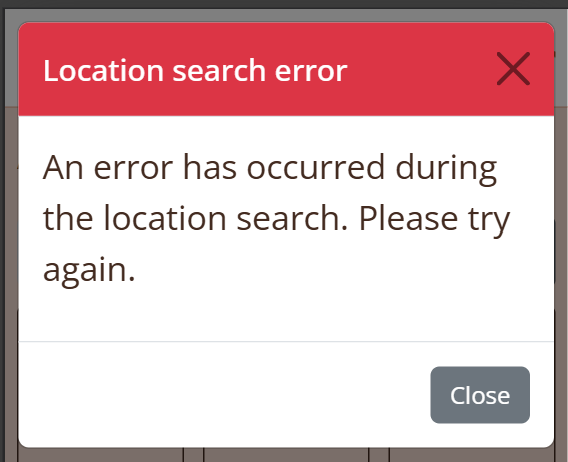 Location search error
An error has occurred during
the location search. Please try
again.
Close